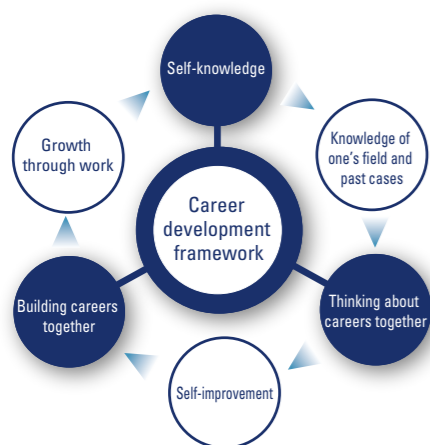 Self-knowledge
Growth
through work
Knowledge of
one's field and
past cases
Career
development
framework
Building careers
together
Thinking about
careers together
Self-improvement